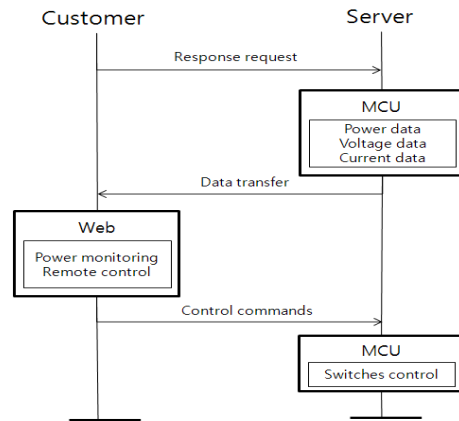 Customer
Server
Response request
MCU
Power data
Voltage data
Current data
Data transfer
Web
Power monitoring
Remote control
Control commands
MCU
Switches control